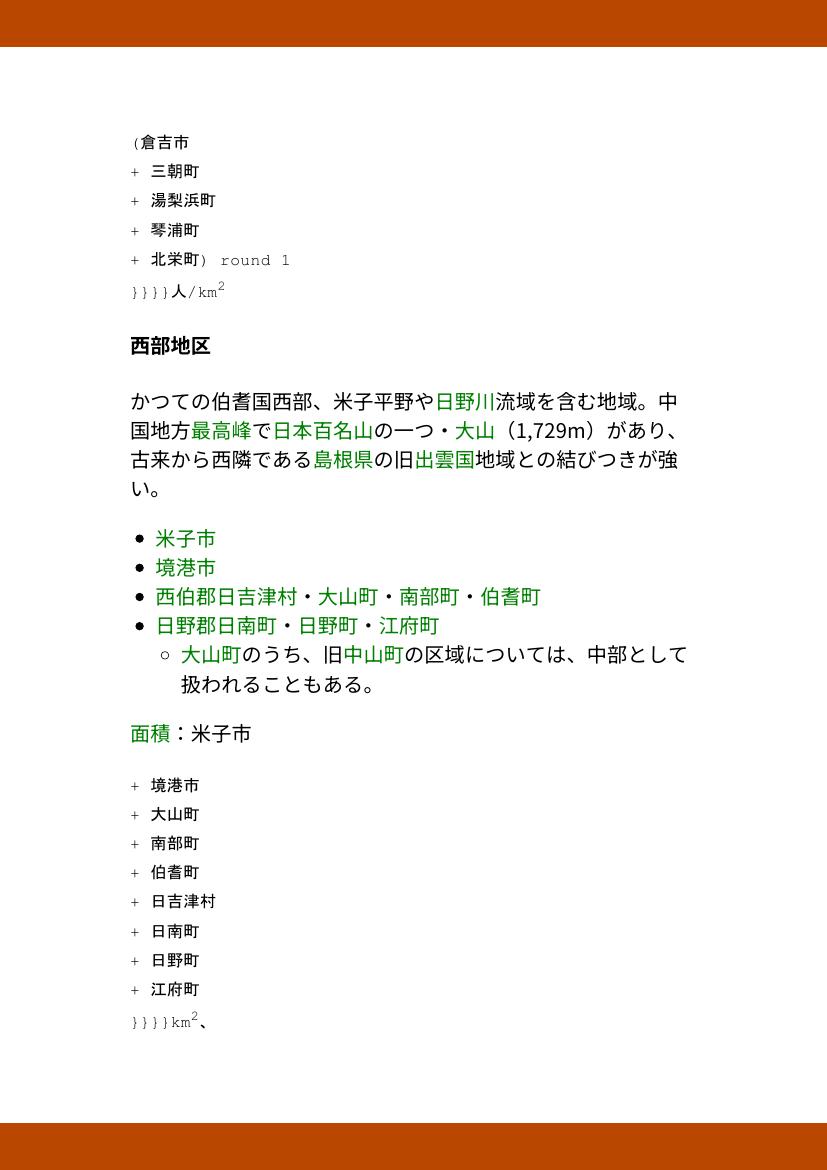 (倉吉市
+ 三朝町
+ 湯梨浜町
+ 琴浦町
+ 北栄町) round 1
}}}}人/km2
西部地区
かつての伯耆国西部、米子平野や日野川流域を含む地域。中
国地方最高峰で日本百名山の一つ・大山（1,729m）があり、
古来から西隣である島根県の旧出雲国地域との結びつきが強
い。
• 米子市
• 境港市
• 西伯郡日吉津村・大山町・南部町・伯耆町
• 日野郡日南町・日野町・江府町
○ 大山町のうち、旧中山町の区域については、中部として
扱われることもある。
面積：米子市
+ 境港市
+ 大山町
+ 南部町
+ 伯耆町
+ 日吉津村
+ 日南町
+ 日野町
+ 江府町
}}}}km2、